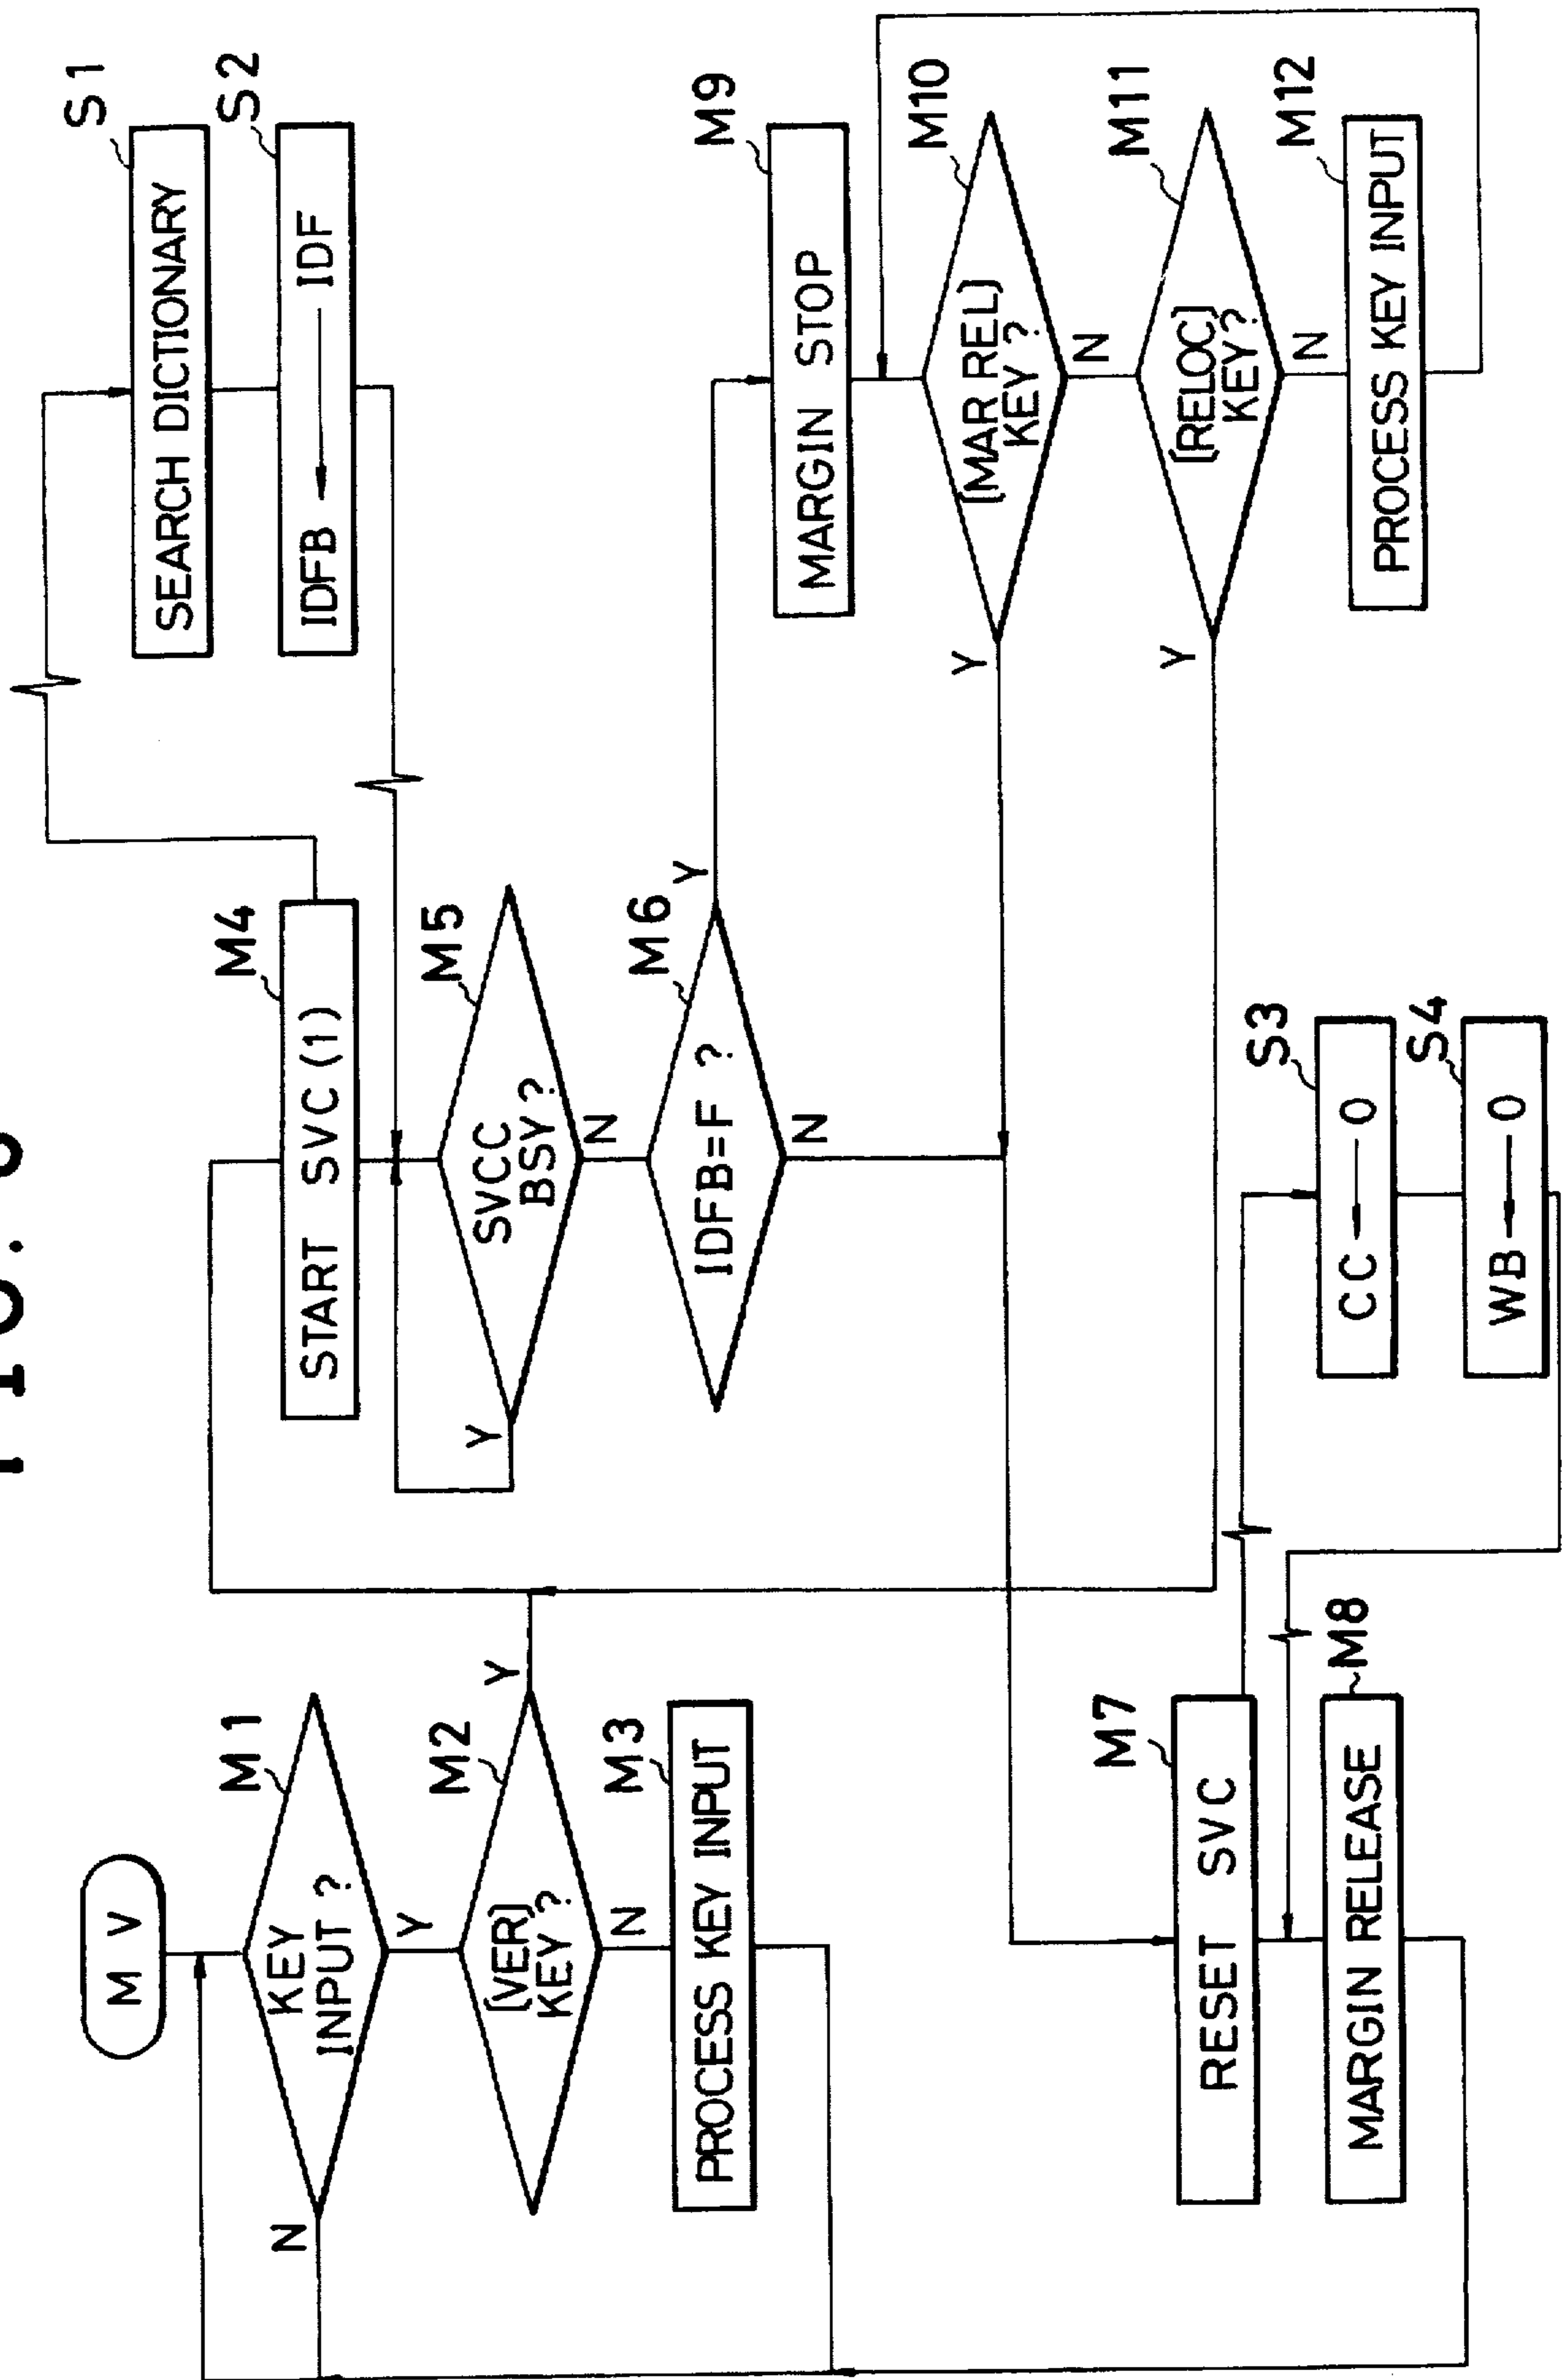 M V
M1
KEY
INPUT ?
N
Y
M2
[VER]
KEY ?
Y
N
M3
PROCESS KEY INPUT
M4
START SVC (1)
M5
SVCC
BSY ?
Y
N
M6
IDFB=F ?
Y
N
M7
RESET SVC
M8
MARGIN RELEASE
S1
SEARCH DICTIONARY
S2
IDFB ← IDF
M9
MARGIN STOP
M10
[MAR REL]
KEY ?
Y
N
M11
[RELOC]
KEY ?
Y
N
M12
PROCESS KEY INPUT
S3
CC ← 0
S4
WB ← 0